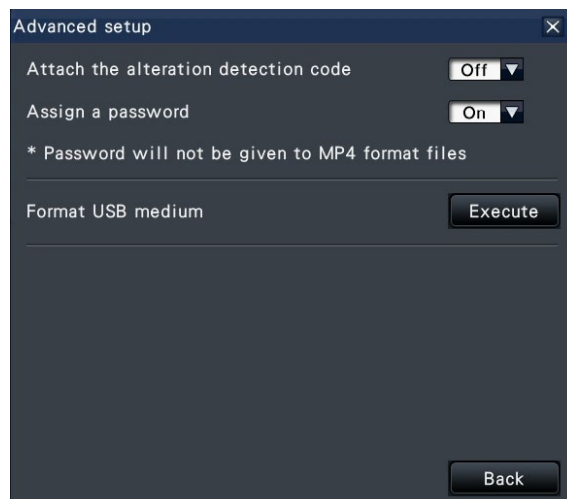 Advanced setup
Attach the alteration detection code Off
Assign a password On
* Password will not be given to MP4 format files
Format USB medium Execute
Back